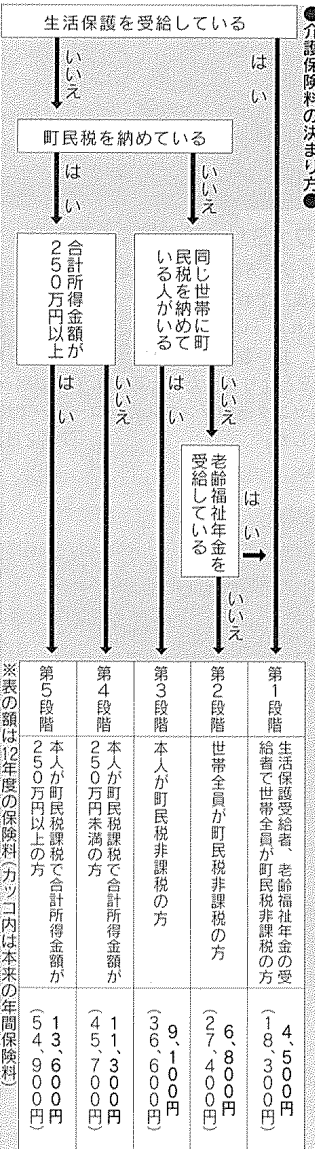 ●介護保険料の決まり方●
生活保護を受給している
はい
いいえ
町民税を納めている
いいえ
はい
同じ世帯に町
民税を納めて
いる人がいる
合計所得金額が
250万円以上
いいえ
はい
いいえ
はい
老齢福祉年金を
受給している
はい
いいえ
第1段階
生活保護受給者、老齢福祉年金の受
給者で世帯全員が町民税非課税の方
4,500円
(18,300円)
第2段階
世帯全員が町民税非課税の方
6,800円
(27,400円)
第3段階
本人が町民税非課税の方
9,100円
(36,600円)
第4段階
本人が町民税課税で合計所得金額が
250万円未満の方
11,300円
(45,700円)
第5段階
本人が町民税課税で合計所得金額が
250万円以上の方
13,600円
(54,900円)
※表の額は12年度の保険料(カッコ内は本来の年間保険料)